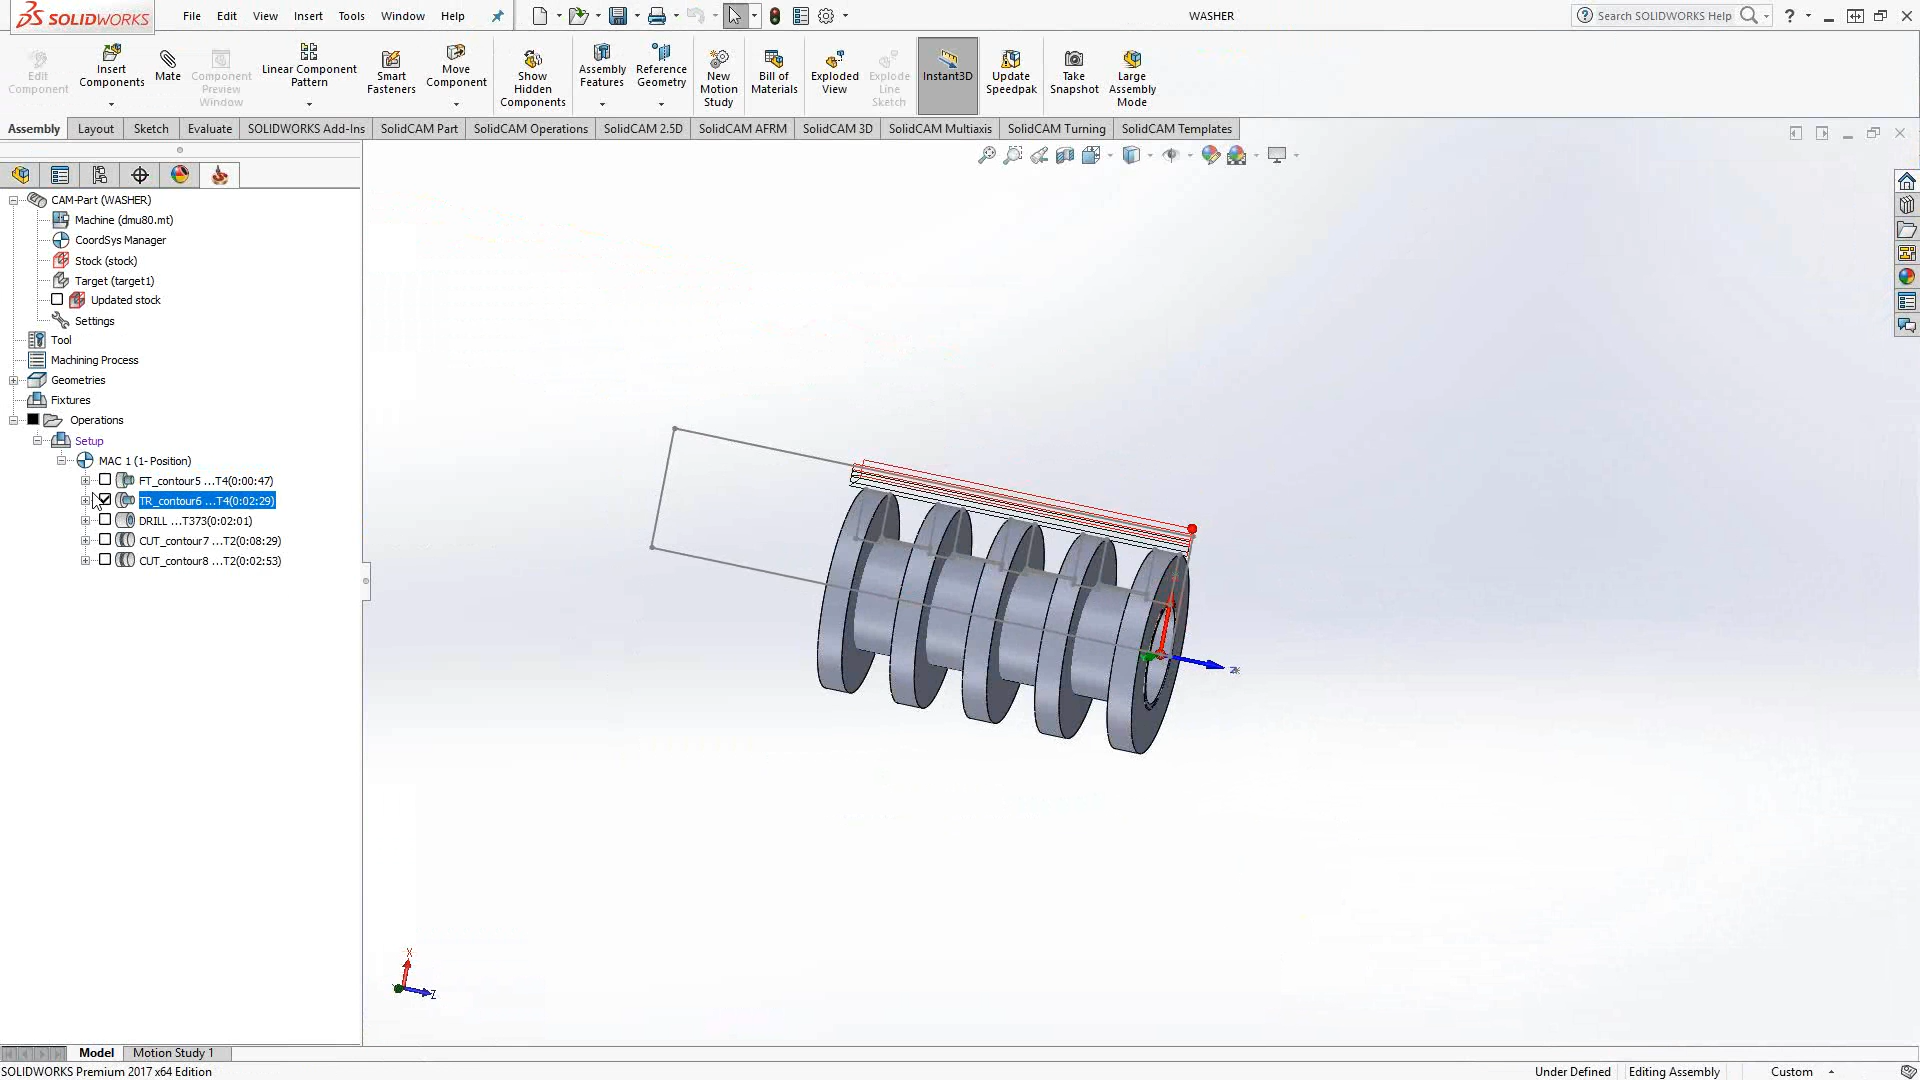 SOLIDWORKS
File Edit View Insert Tools Window Help
WASHER
Search SOLIDWORKS Help
?
Edit Component
Insert Components
Mate
Component Preview Window
Linear Component Pattern
Smart Fasteners
Move Component
Show Hidden Components
Assembly Features
Reference Geometry
New Motion Study
Bill of Materials
Exploded View
Explode Line Sketch
Instant3D
Update Speedpak
Take Snapshot
Large Assembly Mode
Assembly Layout Sketch Evaluate SOLIDWORKS Add-Ins SolidCAM Part SolidCAM Operations SolidCAM 2.5D SolidCAM AFRM SolidCAM 3D SolidCAM Multiaxis SolidCAM Turning SolidCAM Templates
CAM-Part (WASHER)
Machine (dmu80.mt)
CoordSys Manager
Stock (stock)
Target (target1)
Updated stock
Settings
Tool
Machining Process
Geometries
Fixtures
Operations
Setup
MAC 1 (1- Position)
FT_contour5 ...T4(0:00:47)
TR_contour6 ...T4(0:02:29)
DRILL ...T373(0:02:01)
CUT_contour7 ...T2(0:08:29)
CUT_contour8 ...T2(0:02:53)
X
Z
Model Motion Study 1
SOLIDWORKS Premium 2017 x64 Edition
Under Defined Editing Assembly Custom